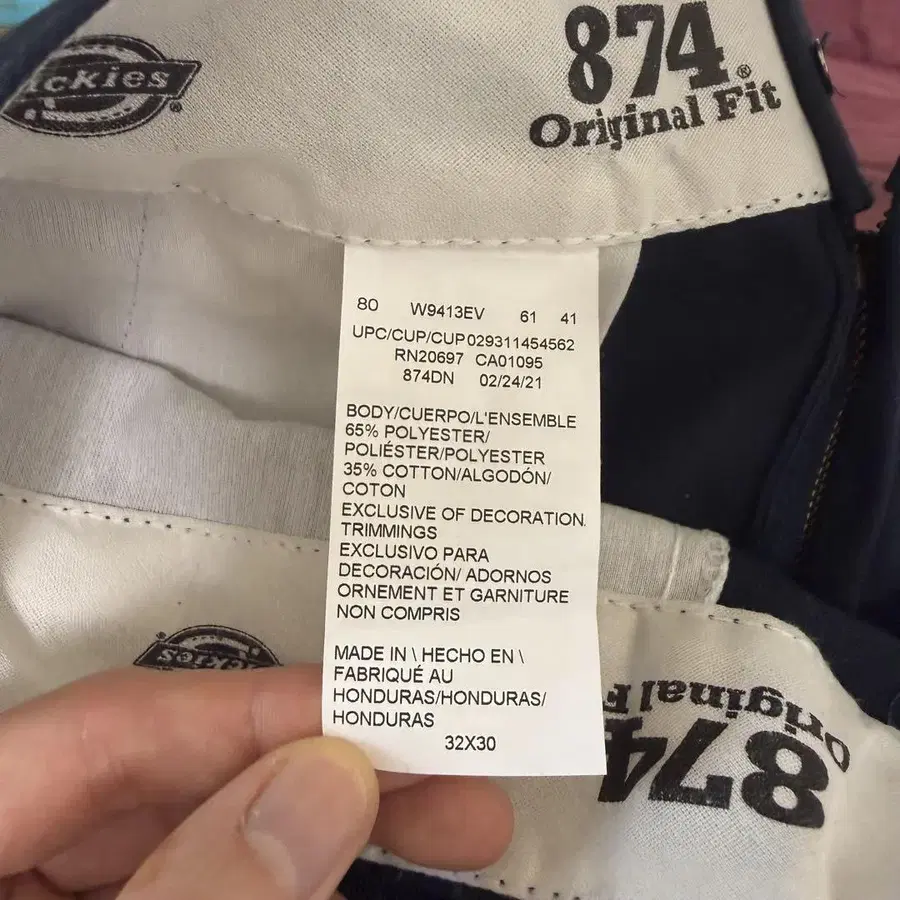 874®
Original Fit
80 W9413EV 61 41
UPC/CUP/CUP029311454562
RN20697 CA01095
874DN 02/24/21
BODY/CUERPO/L'ENSEMBLE
65% POLYESTER/
POLIÉSTER/POLYESTER
35% COTTON/ALGODÓN/
COTON
EXCLUSIVE OF DECORATION.
TRIMMINGS
EXCLUSIVO PARA
DECORACIÓN/ ADORNOS
ORNEMENT ET GARNITURE
NON COMPRIS
MADE IN \ HECHO EN \
FABRIQUÉ AU
HONDURAS/HONDURAS/
HONDURAS
32X30
874
Original